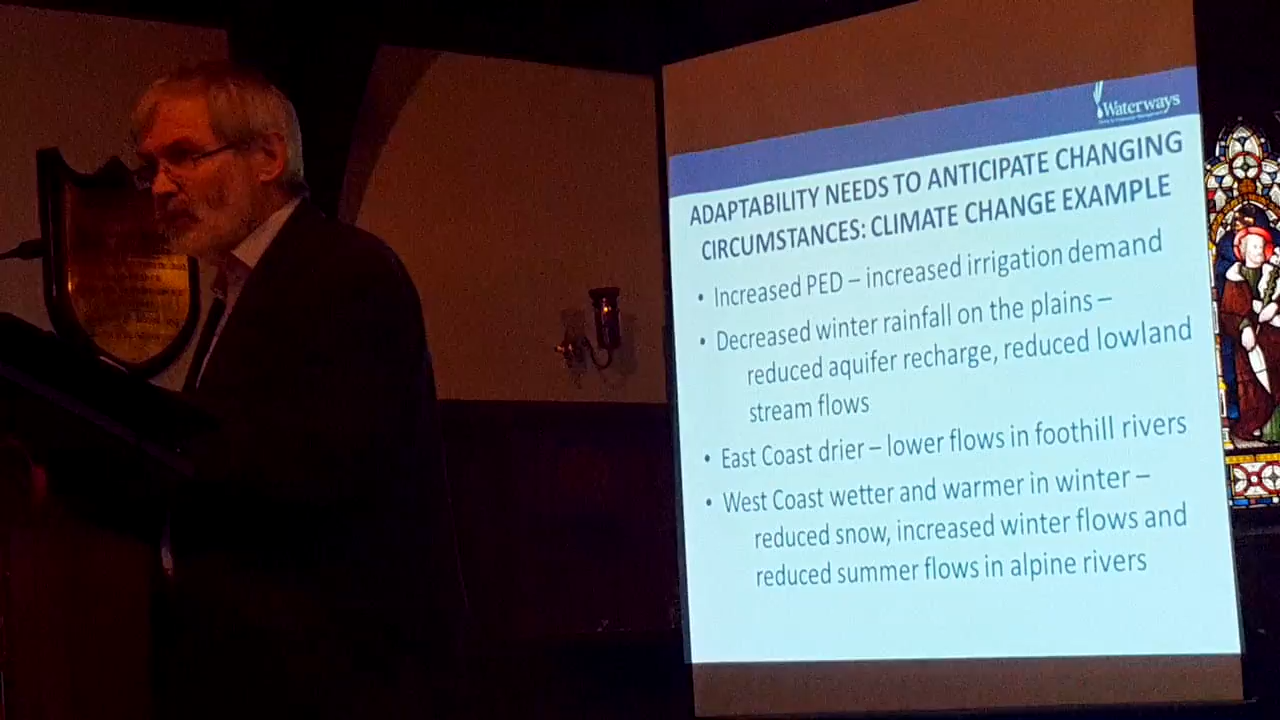 Waterways
ADAPTABILITY NEEDS TO ANTICIPATE CHANGING
CIRCUMSTANCES: CLIMATE CHANGE EXAMPLE
• Increased PED – increased irrigation demand
• Decreased winter rainfall on the plains –
reduced aquifer recharge, reduced lowland
stream flows
• East Coast drier – lower flows in foothill rivers
• West Coast wetter and warmer in winter –
reduced snow, increased winter flows and
reduced summer flows in alpine rivers